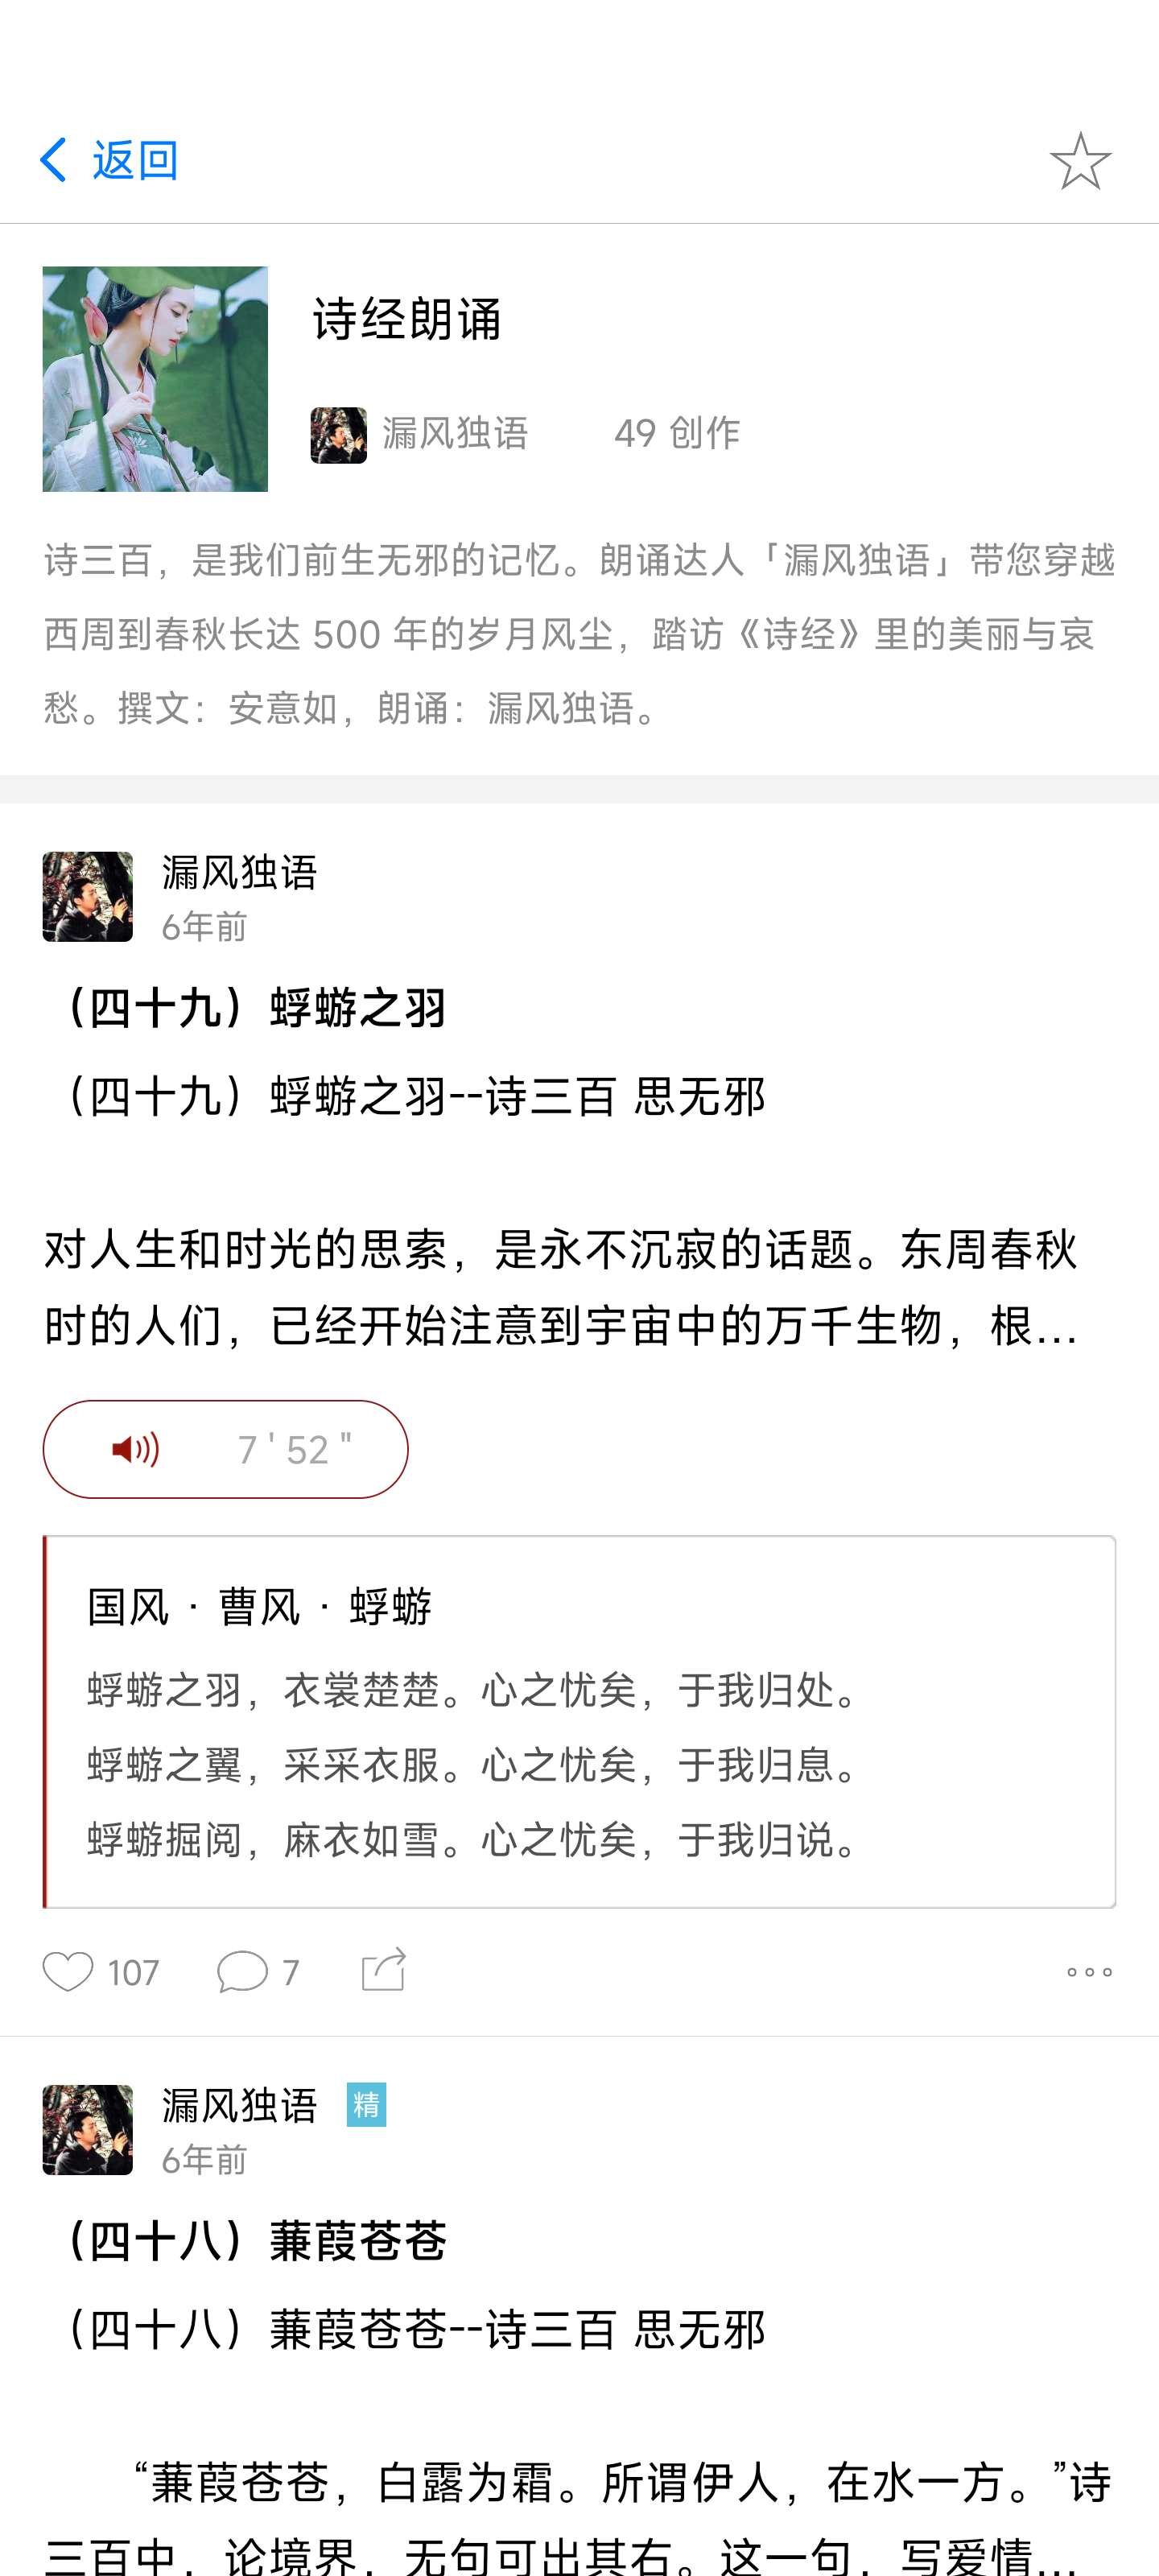 返回
诗经朗诵
漏风独语 49 创作
诗三百，是我们前生无邪的记忆。朗诵达人「漏风独语」带您穿越
西周到春秋长达 500 年的岁月风尘，踏访《诗经》里的美丽与哀
愁。撰文：安意如，朗诵：漏风独语。
漏风独语
6年前
（四十九）蜉蝣之羽
（四十九）蜉蝣之羽--诗三百 思无邪
对人生和时光的思索，是永不沉寂的话题。东周春秋
时的人们，已经开始注意到宇宙中的万千生物，根...
7 ' 52 "
国风 · 曹风 · 蜉蝣
蜉蝣之羽，衣裳楚楚。心之忧矣，于我归处。
蜉蝣之翼，采采衣服。心之忧矣，于我归息。
蜉蝣掘阅，麻衣如雪。心之忧矣，于我归说。
107 7
漏风独语 精
6年前
（四十八）蒹葭苍苍
（四十八）蒹葭苍苍--诗三百 思无邪
“蒹葭苍苍，白露为霜。所谓伊人，在水一方。”诗
三百中，论境界，无句可出其右。这一句，写爱情...